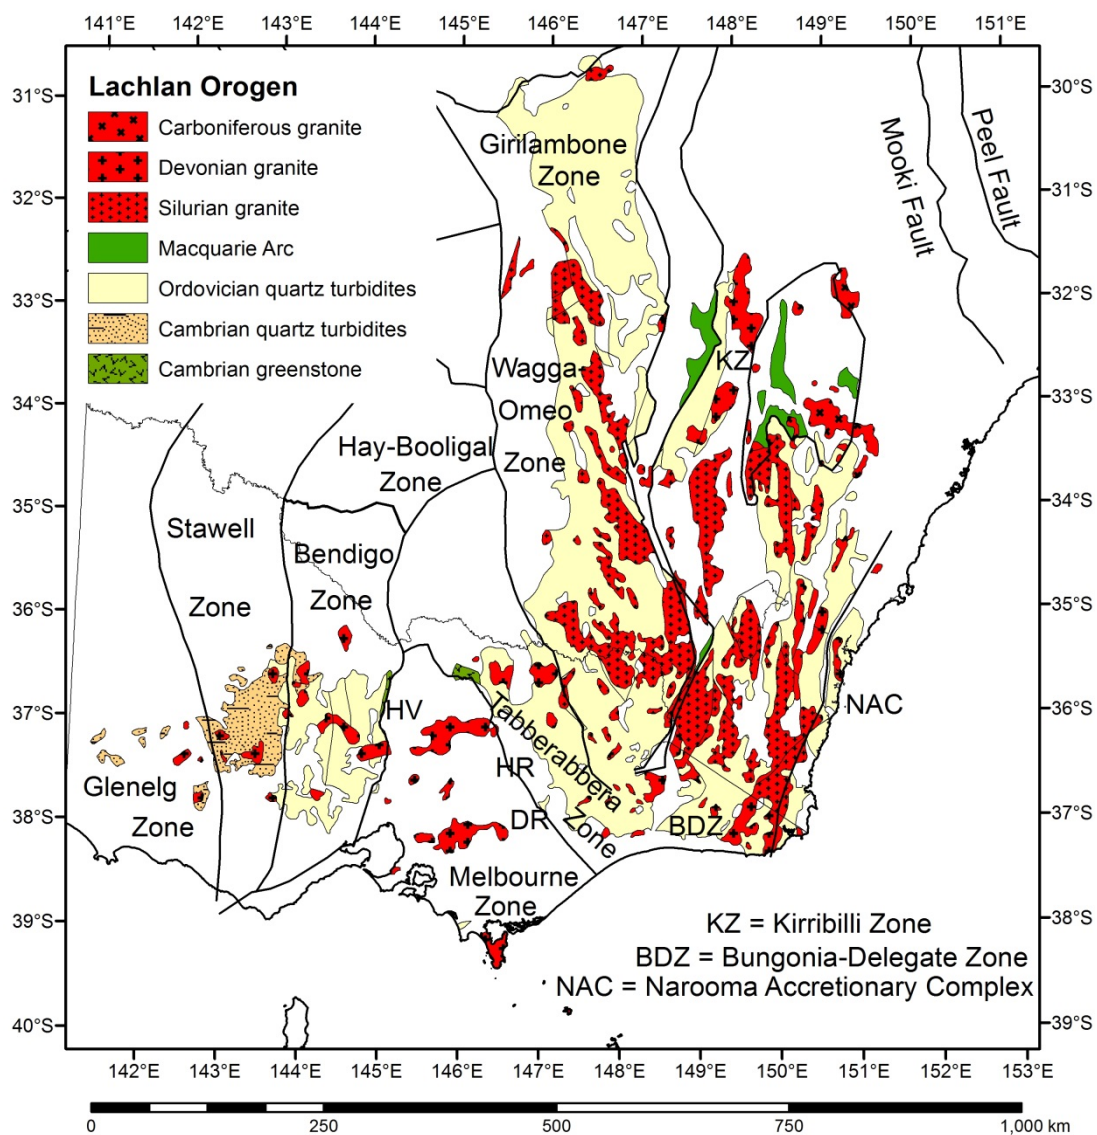 141°E 142°E 143°E 144°E 145°E 146°E 147°E 148°E 149°E 150°E 151°E
Lachlan Orogen
Carboniferous granite
Devonian granite
Silurian granite
Macquarie Arc
Ordovician quartz turbidites
Cambrian quartz turbidites
Cambrian greenstone
31°S
32°S
33°S
34°S
35°S
36°S
37°S
38°S
39°S
40°S
Girilambone
Zone
Mooki Fault
Peel Fault
KZ
Wagga-
Omeo
Zone
Hay-Booligal
Zone
Stawell
Zone
Bendigo
Zone
HV
NAC
Tabberabbera
Zone
HR
DR
BDZ
Glenelg
Zone
Melbourne
Zone
KZ = Kirribilli Zone
BDZ = Bungonia-Delegate Zone
NAC = Narooma Accretionary Complex
30°S
31°S
32°S
33°S
34°S
35°S
36°S
37°S
38°S
39°S
142°E 143°E 144°E 145°E 146°E 147°E 148°E 149°E 150°E 151°E 152°E 153°E
0 250 500 750 1,000 km